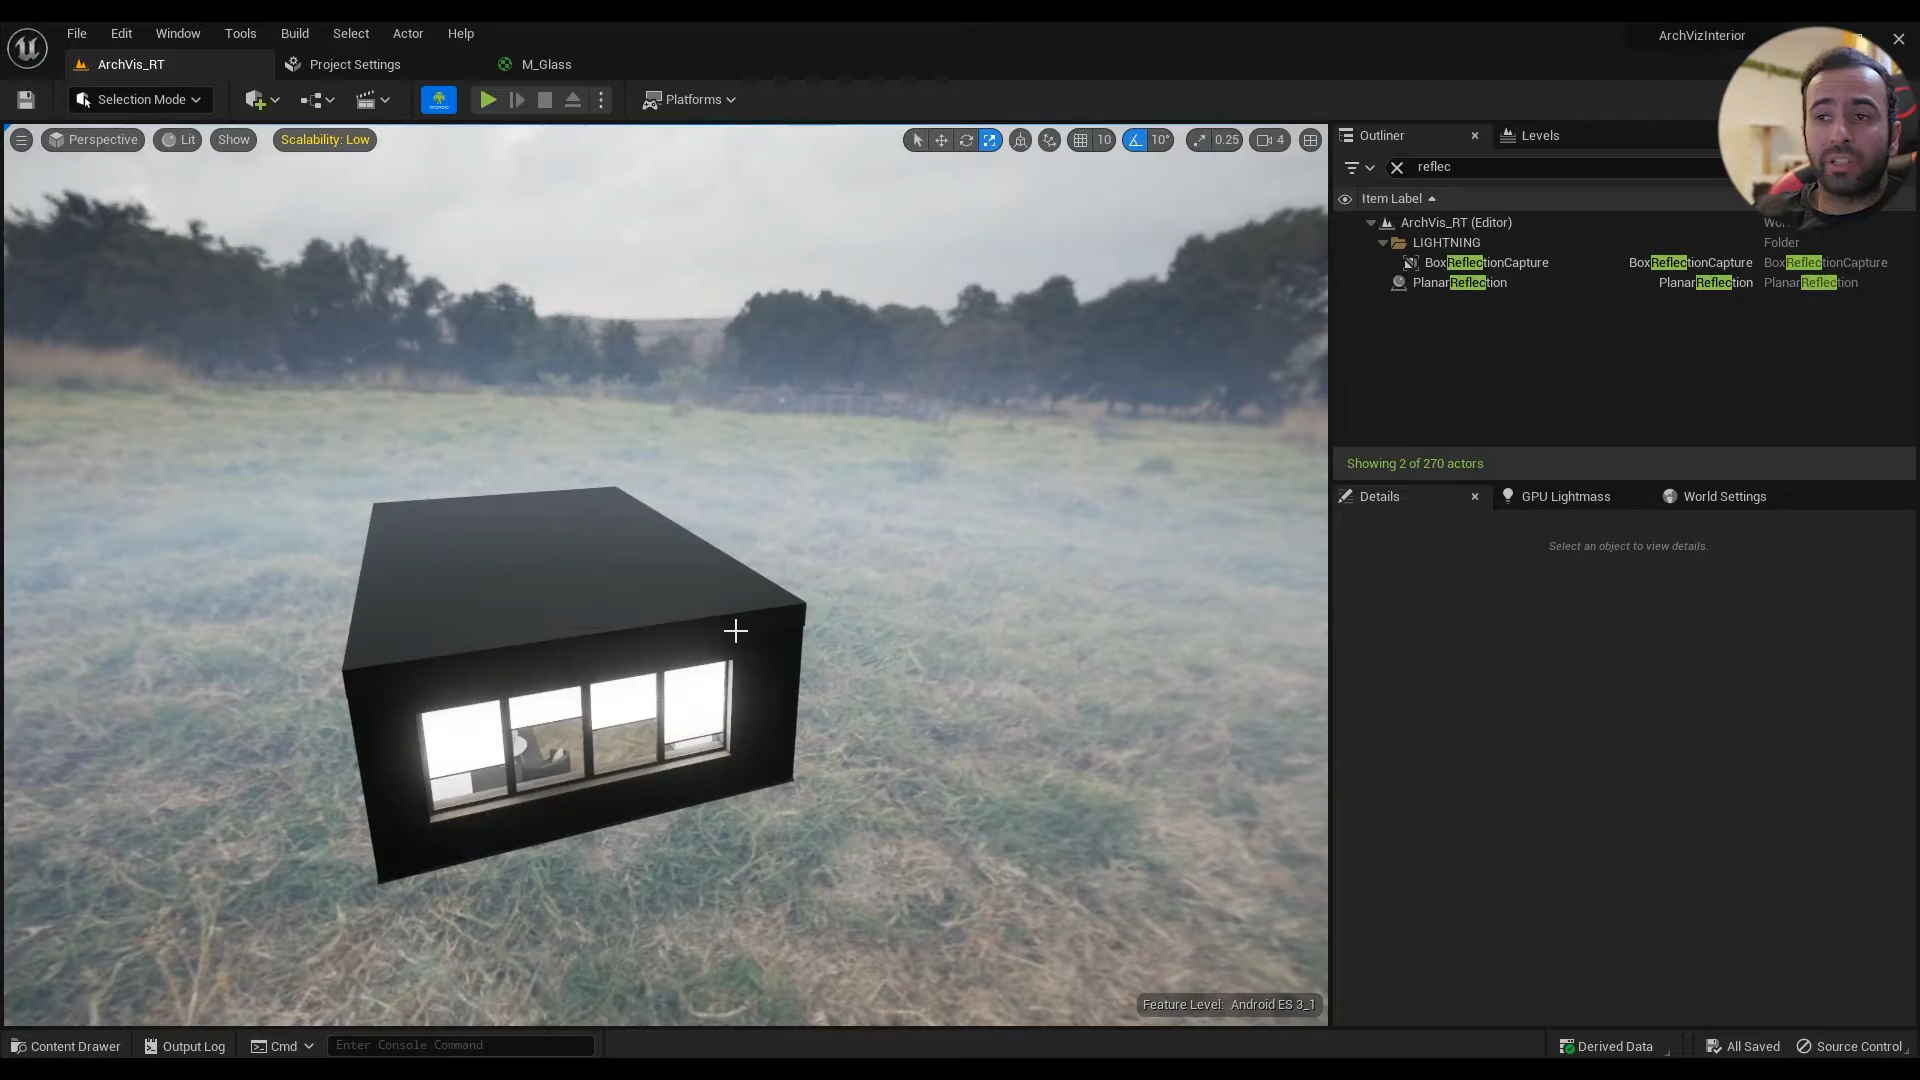 File Edit Window Tools Build Select Actor Help
ArchVizInterior
ArchVis_RT Project Settings M_Glass
Selection Mode Platforms
Perspective Lit Show Scalability: Low 10 10° 0.25 4
Outliner Levels
reflec
Item Label
ArchVis_RT (Editor)
LIGHTNING Folder
BoxReflectionCapture BoxReflectionCapture BoxReflectionCapture
PlanarReflection PlanarReflection PlanarReflection
Showing 2 of 270 actors
Details GPU Lightmass World Settings
Select an object to view details.
Feature Level: Android ES 3_1
Content Drawer Output Log Cmd Enter Console Command Derived Data All Saved Source Control